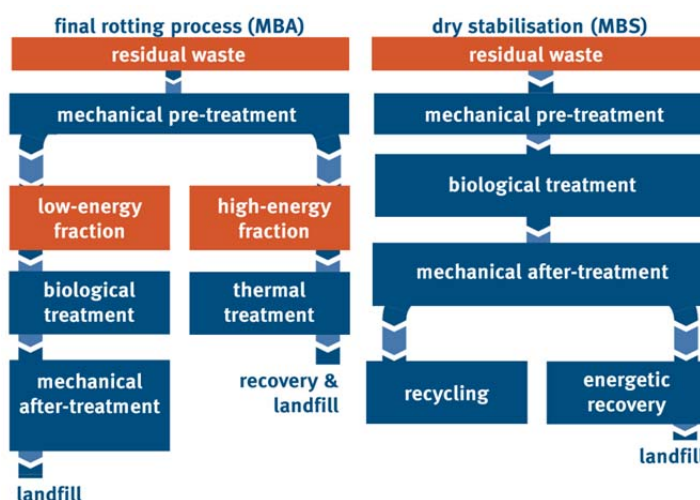 final rotting process (MBA)
residual waste
mechanical pre-treatment
low-energy
fraction
high-energy
fraction
biological
treatment
thermal
treatment
mechanical
after-treatment
recovery &
landfill
landfill
dry stabilisation (MBS)
residual waste
mechanical pre-treatment
biological treatment
mechanical after-treatment
recycling
energetic
recovery
landfill